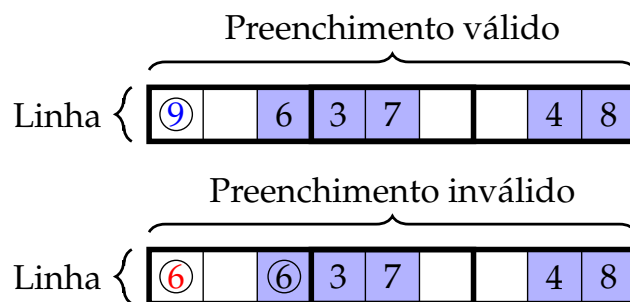 Preenchimento válido
Linha 9 6 3 7 4 8
Preenchimento inválido
Linha 6 6 3 7 4 8